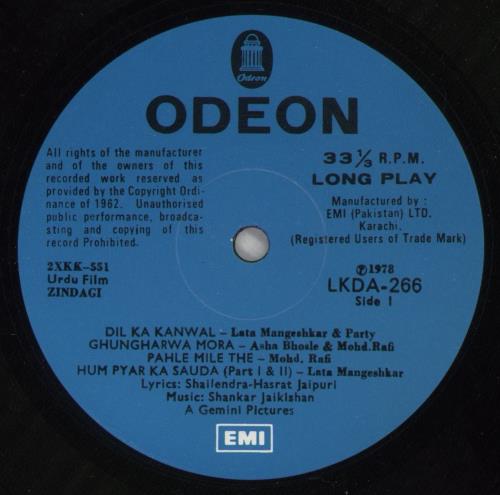 Odeon
ODEON
All rights of the manufacturer
and of the owners of this
recorded work reserved as
provided by the Copyright Ordi-
nance of 1962. Unauthorised
public performance, broadca-
sting and copying of this
record Prohibited.
33 1/3 R.P.M.
LONG PLAY
Manufactured by :
EMI (Pakistan) LTD.
Karachi.
(Registered Users of Trade Mark)
2XKK-551
Urdu Film
ZINDAGI
Ⓟ1978
LKDA-266
Side I
DIL KA KANWAL – Lata Mangeshkar & Party
GHUNGHARWA MORA – Asha Bhosle & Mohd.Rafi
PAHLE MILE THE – Mohd. Rafi
HUM PYAR KA SAUDA (Part I & II) – Lata Mangeshkar
Lyrics: Shailendra-Hasrat Jaipuri
Music: Shankar Jaikishan
A Gemini Pictures
EMI